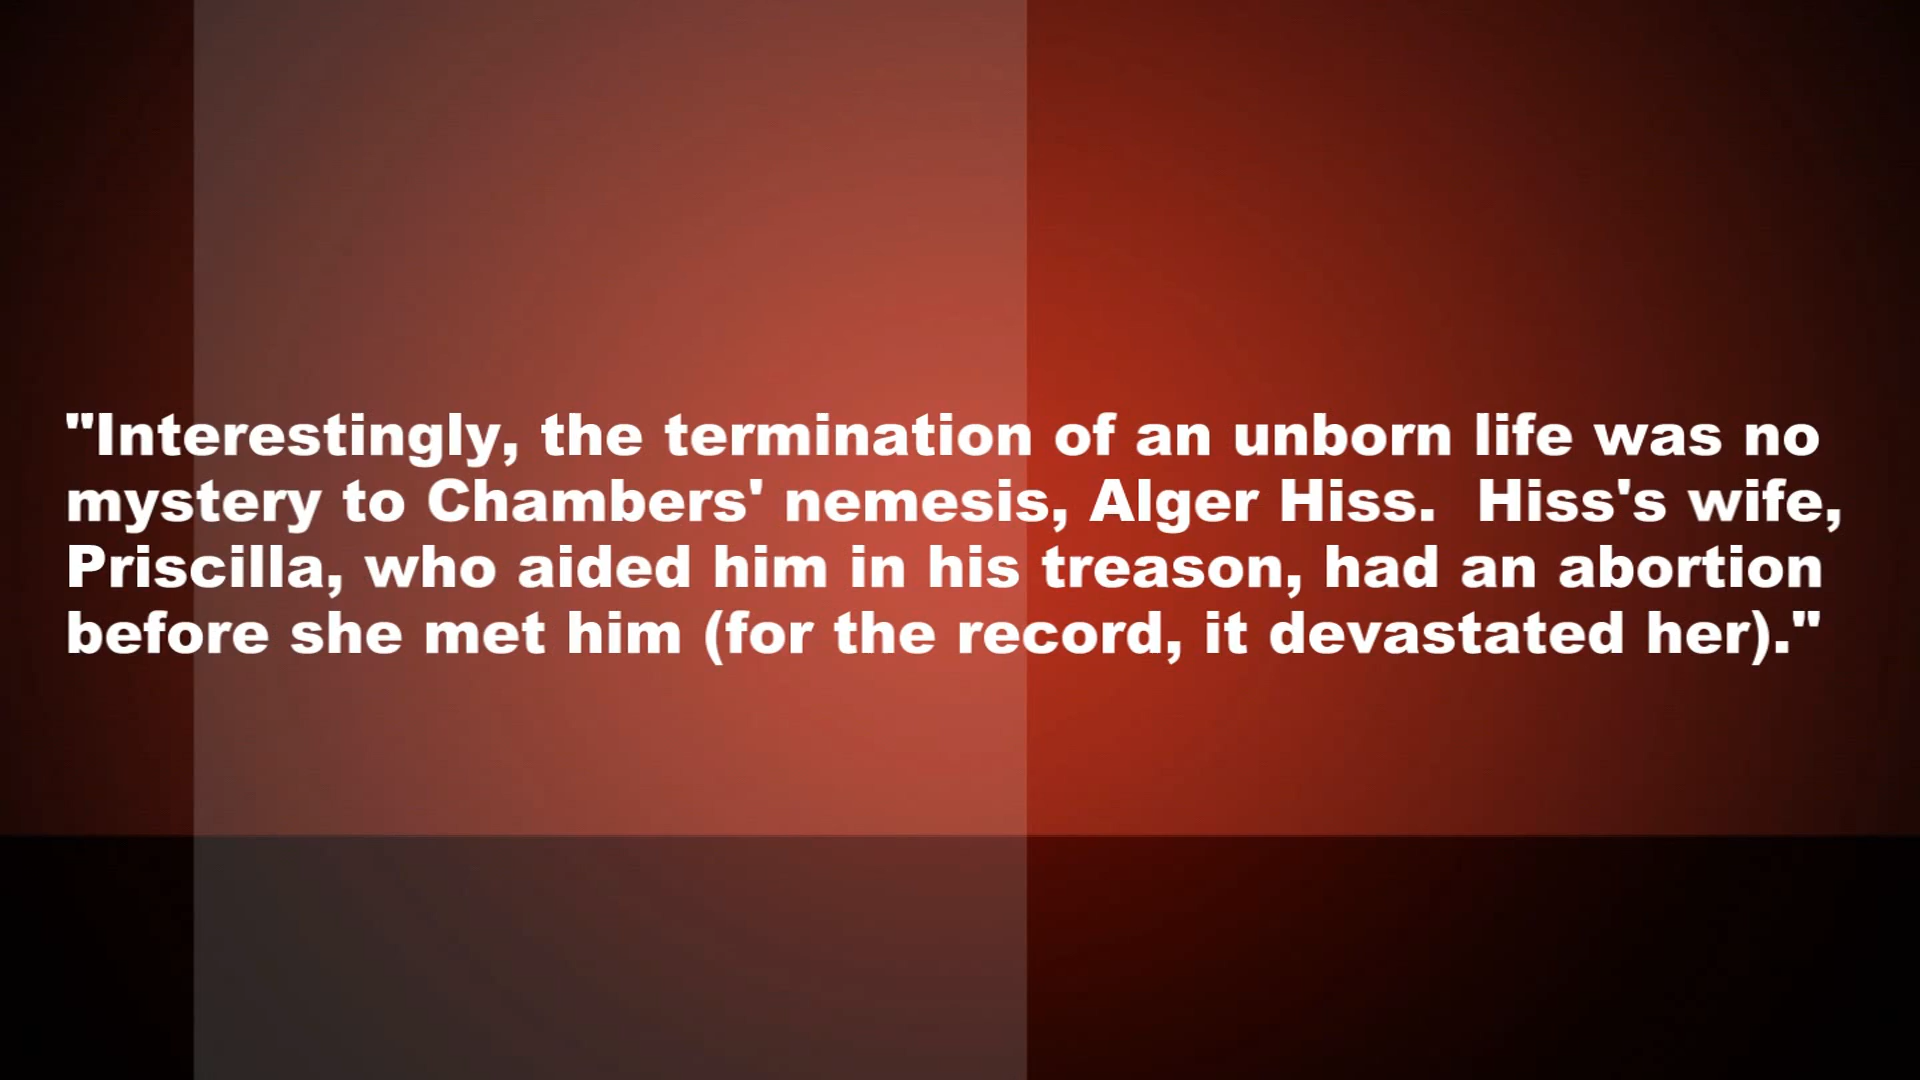 "Interestingly, the termination of an unborn life was no
mystery to Chambers' nemesis, Alger Hiss.  Hiss's wife,
Priscilla, who aided him in his treason, had an abortion
before she met him (for the record, it devastated her)."